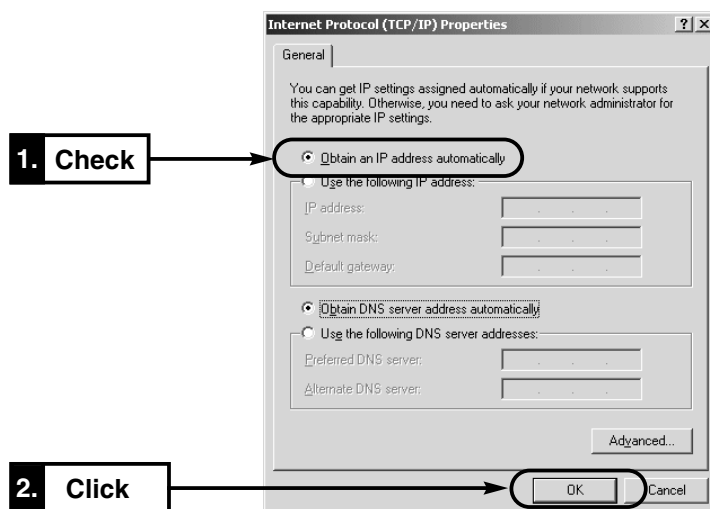 Internet Protocol (TCP/IP) Properties
? X
General
You can get IP settings assigned automatically if your network supports
this capability. Otherwise, you need to ask your network administrator for
the appropriate IP settings.
1. Check
Obtain an IP address automatically
Use the following IP address:
IP address:
Subnet mask:
Default gateway:
Obtain DNS server address automatically
Use the following DNS server addresses:
Preferred DNS server:
Alternate DNS server:
Advanced...
2. Click
OK
Cancel